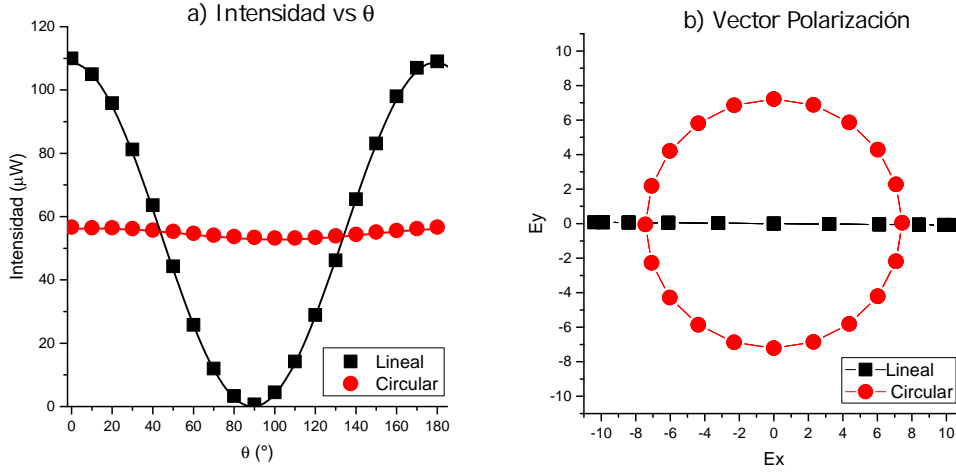 a) Intensidad vs θ
120
100
80
60
40
20
0
Intensidad (μW)
0 20 40 60 80 100 120 140 160 180
θ (°)
Lineal
Circular
b) Vector Polarización
10
8
6
4
2
0
-2
-4
-6
-8
-10
Ey
-10 -8 -6 -4 -2 0 2 4 6 8 10
Ex
Lineal
Circular